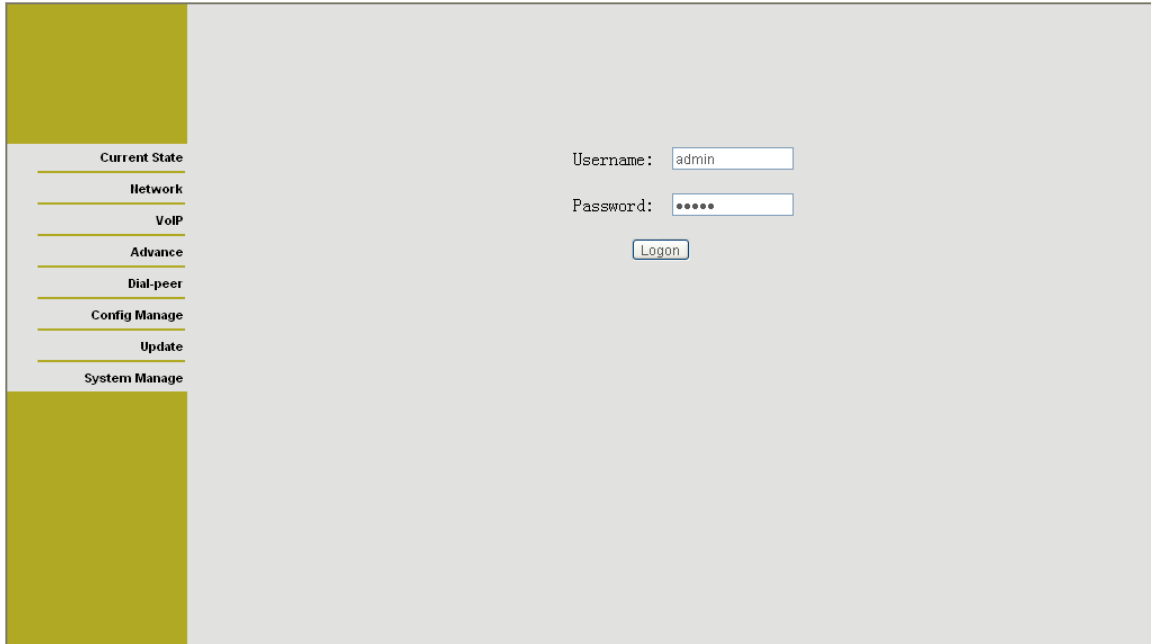 Current State
Network
VoIP
Advance
Dial-peer
Config Manage
Update
System Manage
Username: admin
Password: •••••
Logon